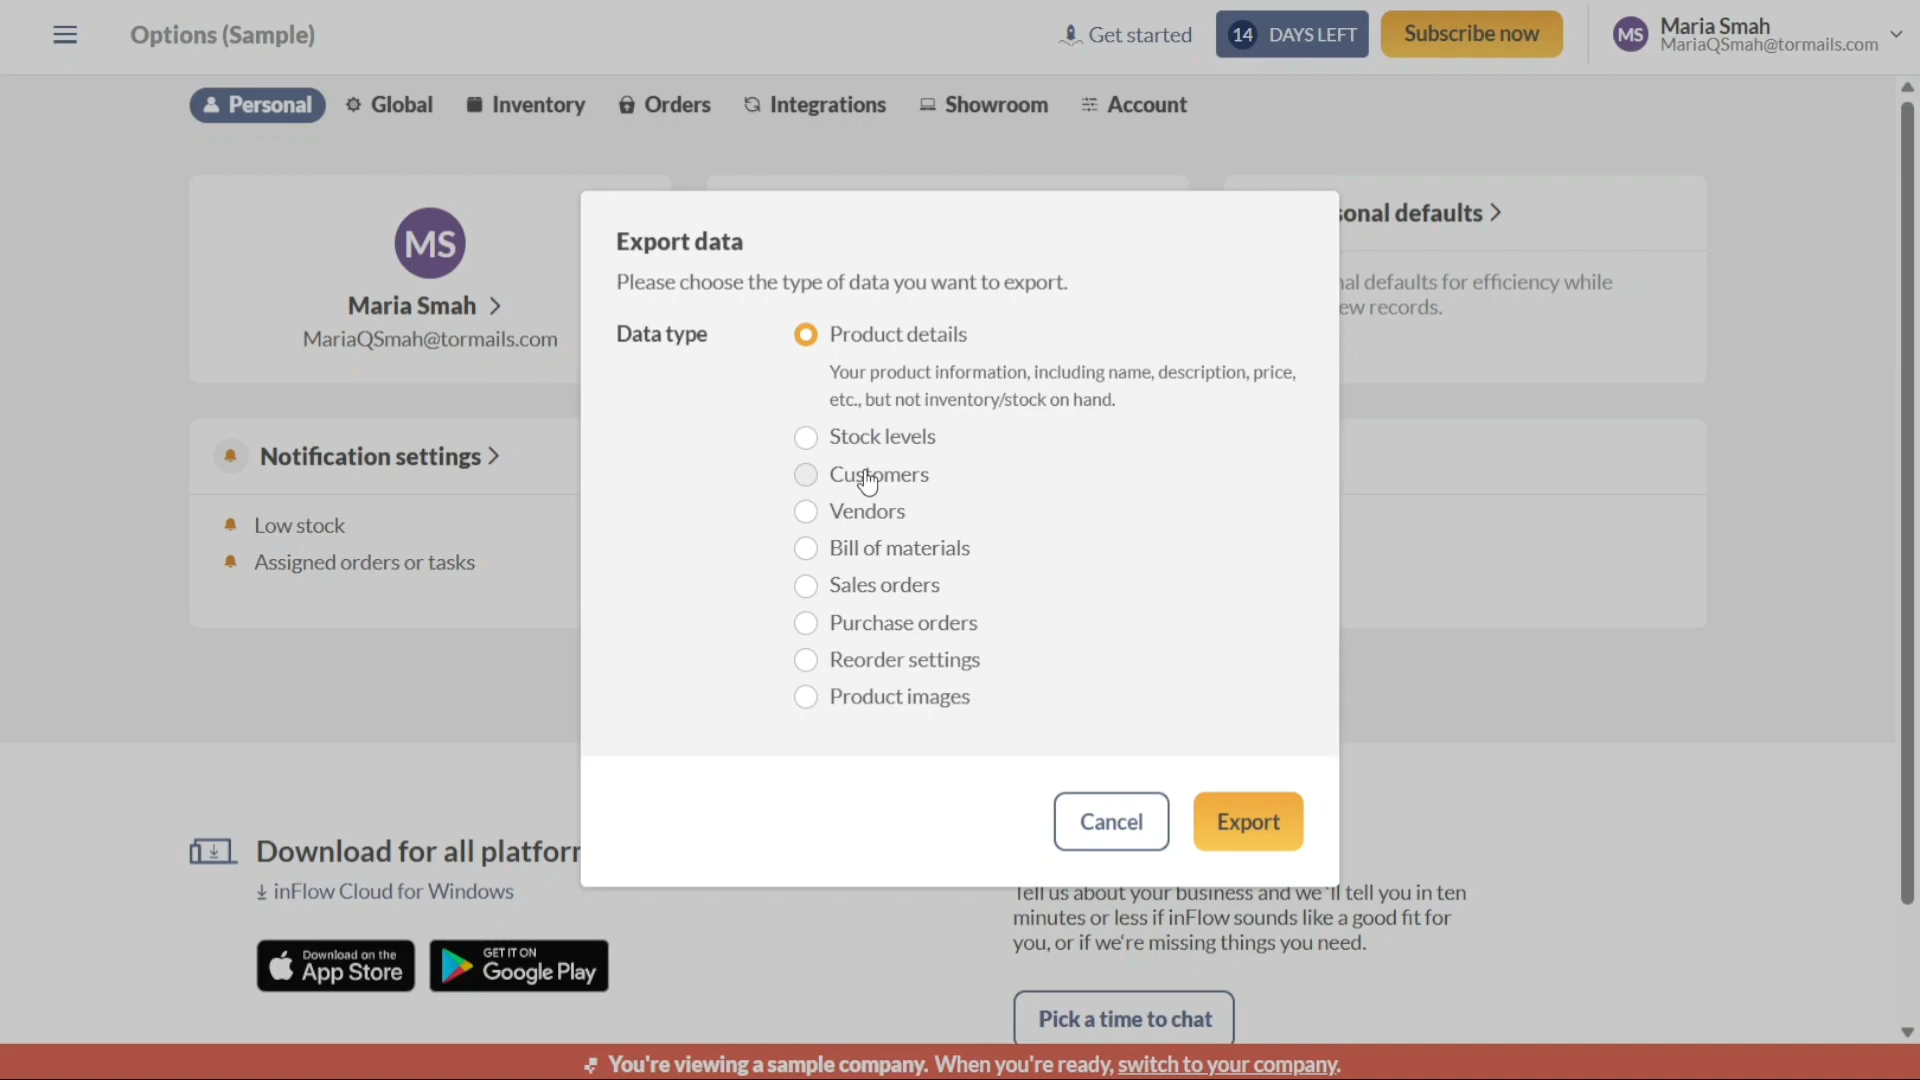 Options (Sample)
Get started
14 DAYS LEFT
Subscribe now
MS
Maria Smah
MariaQSmah@tormails.com
Personal
Global
Inventory
Orders
Integrations
Showroom
Account
MS
Maria Smah
MariaQSmah@tormails.com
sonal defaults
nal defaults for efficiency while
ew records.
Notification settings
Low stock
Assigned orders or tasks
Export data
Please choose the type of data you want to export.
Data type
Product details
Your product information, including name, description, price,
etc., but not inventory/stock on hand.
Stock levels
Customers
Vendors
Bill of materials
Sales orders
Purchase orders
Reorder settings
Product images
Cancel
Export
Download for all platforr
inFlow Cloud for Windows
Download on the
App Store
GET IT ON
Google Play
Tell us about your business and we 'll tell you in ten
minutes or less if inFlow sounds like a good fit for
you, or if we're missing things you need.
Pick a time to chat
You're viewing a sample company. When you're ready, switch to your company.